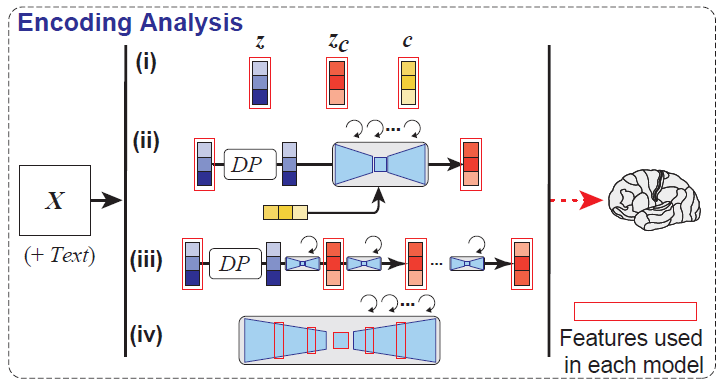 Encoding Analysis
z z_c c
(i)
(ii)
DP
...
X
(+ Text)
(iii)
DP
...
...
(iv)
Features used
in each model